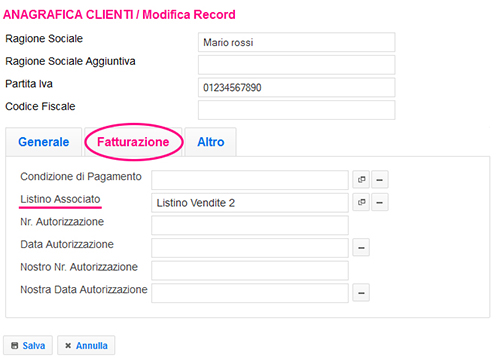 ANAGRAFICA CLIENTI / Modifica Record
Ragione Sociale Mario rossi
Ragione Sociale Aggiuntiva
Partita Iva 01234567890
Codice Fiscale
Generale Fatturazione Altro
Condizione di Pagamento
Listino Associato Listino Vendite 2
Nr. Autorizzazione
Data Autorizzazione
Nostro Nr. Autorizzazione
Nostra Data Autorizzazione
Salva Annulla